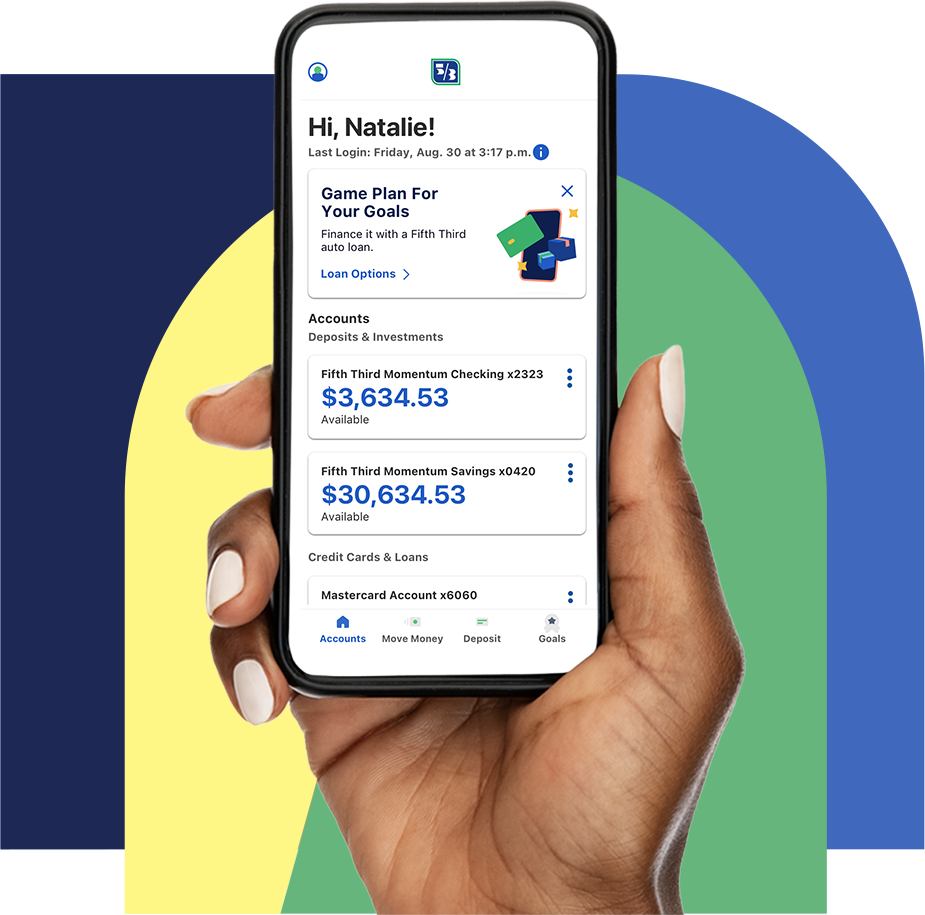 5/3
Hi, Natalie!
Last Login: Friday, Aug. 30 at 3:17 p.m.
Game Plan For
Your Goals
Finance it with a Fifth Third
auto loan.
Loan Options
Accounts
Deposits & Investments
Fifth Third Momentum Checking x2323
$3,634.53
Available
Fifth Third Momentum Savings x0420
$30,634.53
Available
Credit Cards & Loans
Mastercard Account x6060
Accounts Move Money Deposit Goals